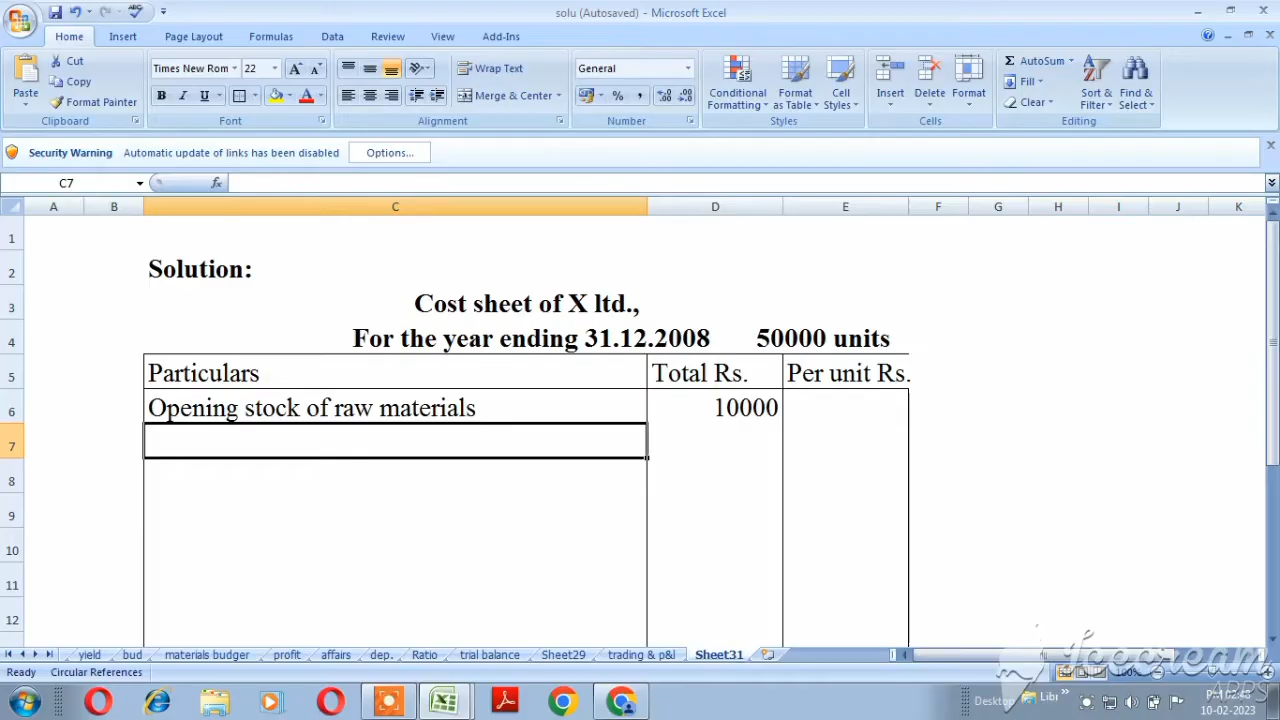 solu (Autosaved) - Microsoft Excel
Home Insert Page Layout Formulas Data Review View Add-Ins
Paste Cut Copy Format Painter Clipboard
Times New Rom 22 B I U A A A Font
Wrap Text Merge & Center Alignment
General % , Number
Conditional Formatting Format as Table Cell Styles Styles
Insert Delete Format Cells
Σ AutoSum Fill Clear Sort & Filter Find & Select Editing
Security Warning Automatic update of links has been disabled Options...
C7 fx
A B C D E F G H I J K
1
2 Solution:
3 Cost sheet of X ltd.,
4 For the year ending 31.12.2008 50000 units
5 Particulars Total Rs. Per unit Rs.
6 Opening stock of raw materials 10000
7
8
9
10
11
12
yield bud materials budger profit affairs dep. Ratio trial balance Sheet29 trading & p&l Sheet31
Ready Circular References 100%
Icecream
APPS
Desktop Libr
10-02-2023